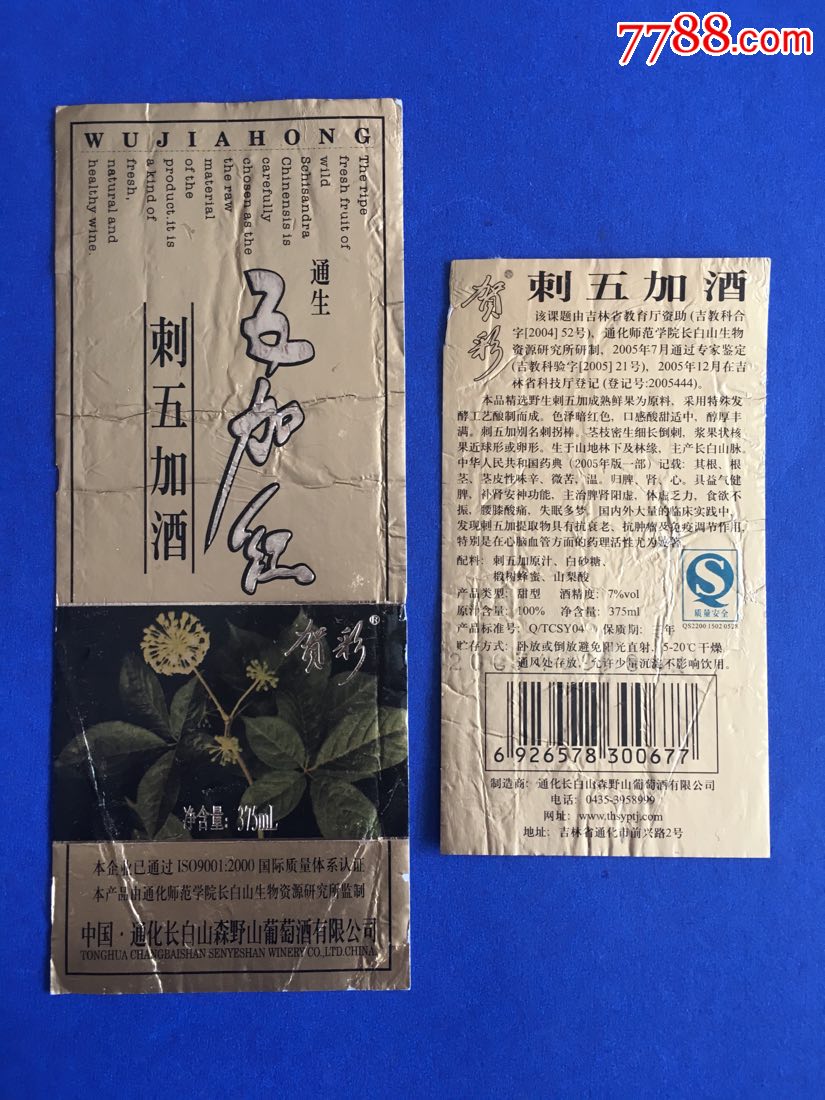 7788.com
WUJIAHONG
The ripe
fresh fruit of
wild
Schisandra
Chinensis is
carefully
chosen as the
the raw
material
of the
product.it is
a kind of
fresh,
natural and
healthy wine.
通生
五加红
刺五加酒
贺彩®
净含量：375mL
本企业已通过 ISO9001:2000 国际质量体系认证
本产品由通化师范学院长白山生物资源研究所监制
中国·通化长白山森野山葡萄酒有限公司
TONGHUA CHANGBAISHAN SENYESHAN WINERY CO.,LTD.CHINA
贺彩®
刺五加酒
该课题由吉林省教育厅资助 (吉教科合
字[2004] 52号)，通化师范学院长白山生物
资源研究所研制，2005年7月通过专家鉴定
(吉教科验字[2005] 21号)，2005年12月在吉
林省科技厅登记 (登记号:2005444)。
本品精选野生刺五加成熟鲜果为原料，采用特殊发
酵工艺酿制而成。色泽暗红色，口感酸甜适中，醇厚丰
满。刺五加别名刺拐棒。茎枝密生细长倒刺，浆果状核
果近球形或卵形。生于山地林下及林缘，主产长白山脉。
中华人民共和国药典（2005年版一部）记载：其根、根
茎、茎皮性味辛、微苦，温。归脾、肾、心。具益气健
脾，补肾安神功能，主治脾肾阳虚，体虚乏力，食欲不
振，腰膝酸痛，失眠多梦。国内外大量的临床实践中，
发现刺五加提取物具有抗衰老、抗肿瘤及免疫调节作用，
特别是在心脑血管方面的药理活性尤为显著。
配料：刺五加原汁、白砂糖、
椴树蜂蜜、山梨酸
产品类型：甜型 酒精度：7%vol
原汁含量：100% 净含量：375ml
产品标准号：Q/TCSY04 保质期：三年
贮存方式：卧放或倒放避免阳光直射，5-20℃干燥
通风处存放，允许少量沉淀不影响饮用。
质量安全
QS2200 1502 0528
6 926578 300677
制造商：通化长白山森野山葡萄酒有限公司
电话：0435-3958999
网址：www.thsyptj.com
地址：吉林省通化市前兴路2号